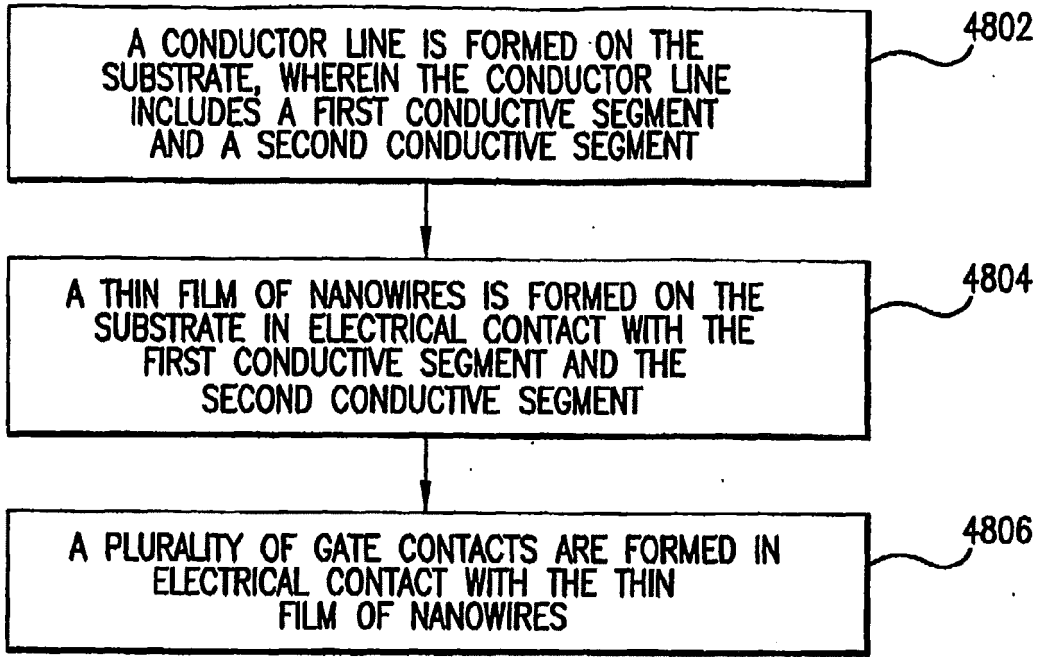 A CONDUCTOR LINE IS FORMED ON THE
SUBSTRATE, WHEREIN THE CONDUCTOR LINE
INCLUDES A FIRST CONDUCTIVE SEGMENT
AND A SECOND CONDUCTIVE SEGMENT
4802
A THIN FILM OF NANOWIRES IS FORMED ON THE
SUBSTRATE IN ELECTRICAL CONTACT WITH THE
FIRST CONDUCTIVE SEGMENT AND THE
SECOND CONDUCTIVE SEGMENT
4804
A PLURALITY OF GATE CONTACTS ARE FORMED IN
ELECTRICAL CONTACT WITH THE THIN
FILM OF NANOWIRES
4806